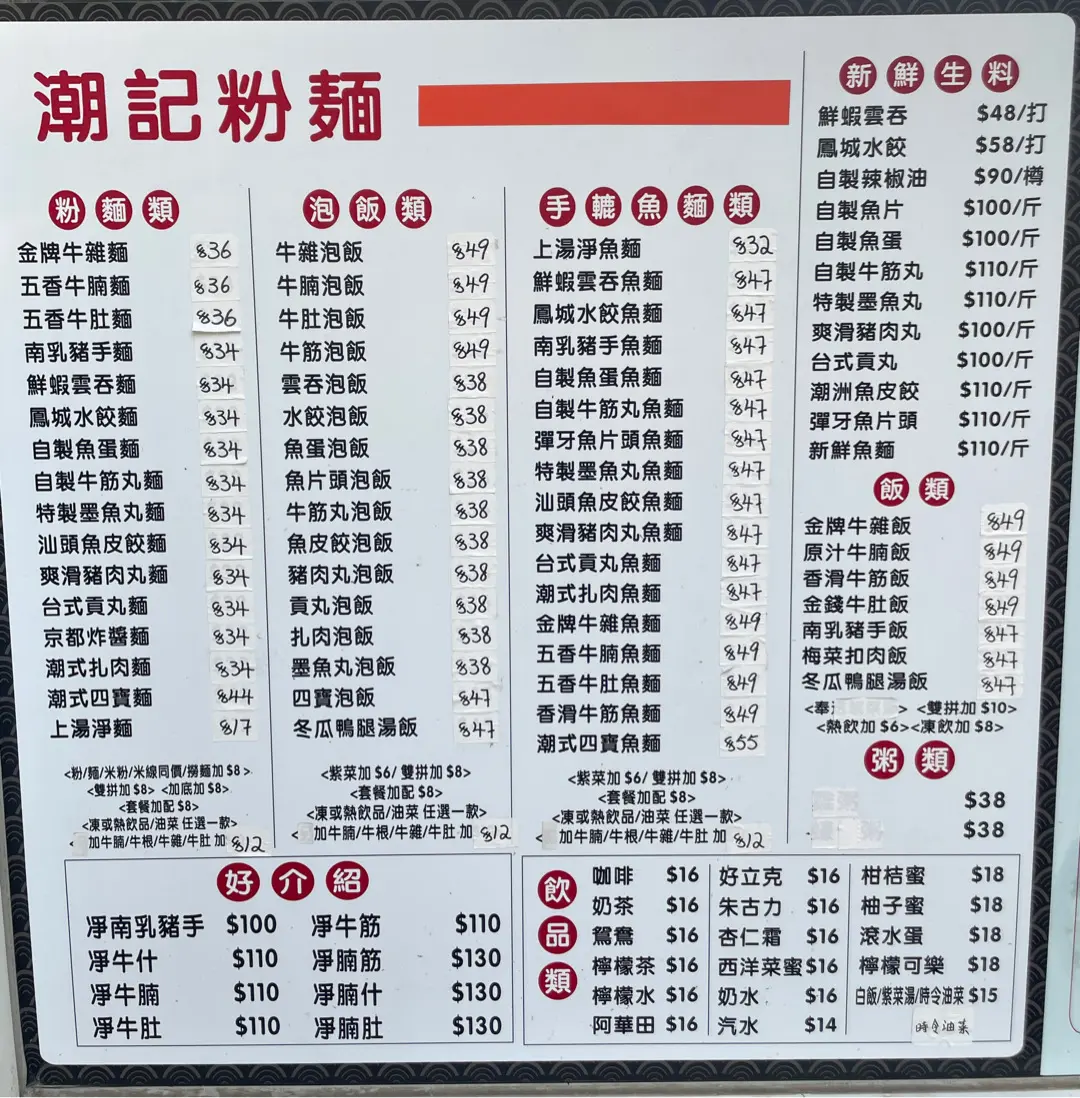 潮記粉麵
粉麵類
金牌牛雜麵 $36
五香牛腩麵 $36
五香牛肚麵 $36
南乳豬手麵 $34
鮮蝦雲吞麵 $34
鳳城水餃麵 $34
自製魚蛋麵 $34
自製牛筋丸麵 $34
特製墨魚丸麵 $34
汕頭魚皮餃麵 $34
爽滑豬肉丸麵 $34
台式貢丸麵 $34
京都炸醬麵 $34
潮式扎肉麵 $34
潮式四寶麵 $44
上湯淨麵 $17
<粉/麵/米粉/米線同價/撈麵加 $8>
<雙拼加 $8> <加底加 $8>
<套餐加配 $8>
<凍或熱飲品/油菜 任選一款>
加牛腩/牛根/牛雜/牛肚 加 $12
泡飯類
牛雜泡飯 $49
牛腩泡飯 $49
牛肚泡飯 $49
牛筋泡飯 $49
雲吞泡飯 $38
水餃泡飯 $38
魚蛋泡飯 $38
魚片頭泡飯 $38
牛筋丸泡飯 $38
魚皮餃泡飯 $38
豬肉丸泡飯 $38
貢丸泡飯 $38
扎肉泡飯 $38
墨魚丸泡飯 $38
四寶泡飯 $47
冬瓜鴨腿湯飯 $47
<紫菜加 $6/ 雙拼加 $8>
<套餐加配 $8>
<凍或熱飲品/油菜 任選一款>
加牛腩/牛根/牛雜/牛肚 加 $12
手轆魚麵類
上湯淨魚麵 $32
鮮蝦雲吞魚麵 $47
鳳城水餃魚麵 $47
南乳豬手魚麵 $47
自製魚蛋魚麵 $47
自製牛筋丸魚麵 $47
彈牙魚片頭魚麵 $47
特製墨魚丸魚麵 $47
汕頭魚皮餃魚麵 $47
爽滑豬肉丸魚麵 $47
台式貢丸魚麵 $47
潮式扎肉魚麵 $47
金牌牛雜魚麵 $49
五香牛腩魚麵 $49
五香牛肚魚麵 $49
香滑牛筋魚麵 $49
潮式四寶魚麵 $55
<紫菜加 $6/ 雙拼加 $8>
<套餐加配 $8>
<凍或熱飲品/油菜 任選一款>
加牛腩/牛根/牛雜/牛肚 加 $12
新鮮生料
鮮蝦雲吞 $48/打
鳳城水餃 $58/打
自製辣椒油 $90/樽
自製魚片 $100/斤
自製魚蛋 $100/斤
自製牛筋丸 $110/斤
特製墨魚丸 $110/斤
爽滑豬肉丸 $100/斤
台式貢丸 $100/斤
潮洲魚皮餃 $110/斤
彈牙魚片頭 $110/斤
新鮮魚麵 $110/斤
飯類
金牌牛雜飯 $49
原汁牛腩飯 $49
香滑牛筋飯 $49
金錢牛肚飯 $49
南乳豬手飯 $47
梅菜扣肉飯 $47
冬瓜鴨腿湯飯 $47
<奉 > <雙拼加 $10>
<熱飲加 $6><凍飲加 $8>
粥類
$38
$38
好介紹
淨南乳豬手 $100 淨牛筋 $110
淨牛什 $110 淨腩筋 $130
淨牛腩 $110 淨腩什 $130
淨牛肚 $110 淨腩肚 $130
飲品類
咖啡 $16 好立克 $16 柑桔蜜 $18
奶茶 $16 朱古力 $16 柚子蜜 $18
鴛鴦 $16 杏仁霜 $16 滾水蛋 $18
檸檬茶 $16 西洋菜蜜 $16 檸檬可樂 $18
檸檬水 $16 奶水 $16 白飯/紫菜湯/時令油菜 $15
阿華田 $16 汽水 $14 時令油菜